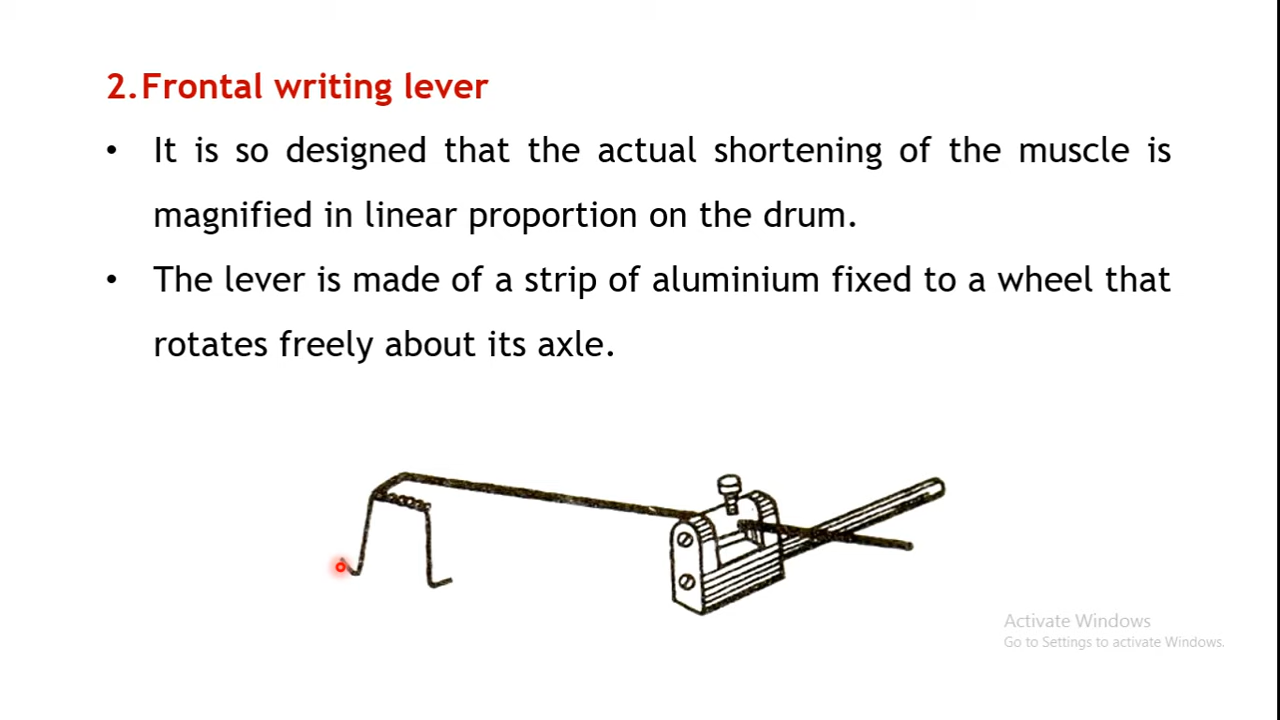 2.Frontal writing lever
• It is so designed that the actual shortening of the muscle is
magnified in linear proportion on the drum.
• The lever is made of a strip of aluminium fixed to a wheel that
rotates freely about its axle.
Activate Windows
Go to Settings to activate Windows.